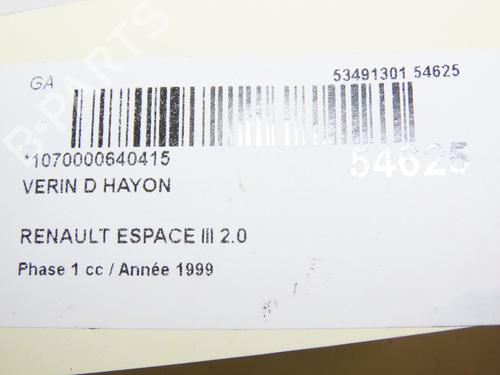 B-PARTS
GA
53491301 54625
*1070000640415
54625
VERIN D HAYON
RENAULT ESPACE III 2.0
Phase 1 cc / Année 1999